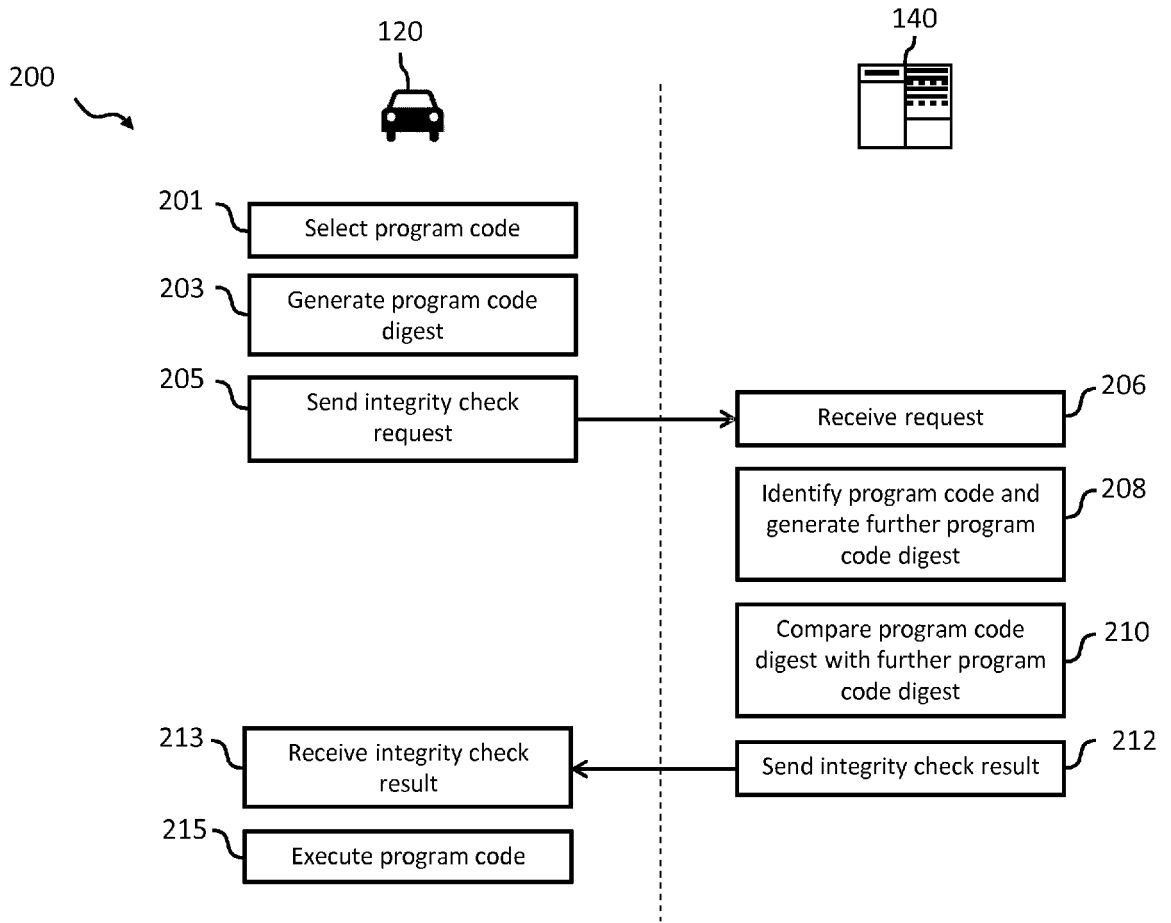 120
140
200
201
Select program code
203
Generate program code
digest
205
Send integrity check
request
206
Receive request
208
Identify program code and
generate further program
code digest
210
Compare program code
digest with further program
code digest
213
Receive integrity check
result
212
Send integrity check result
215
Execute program code